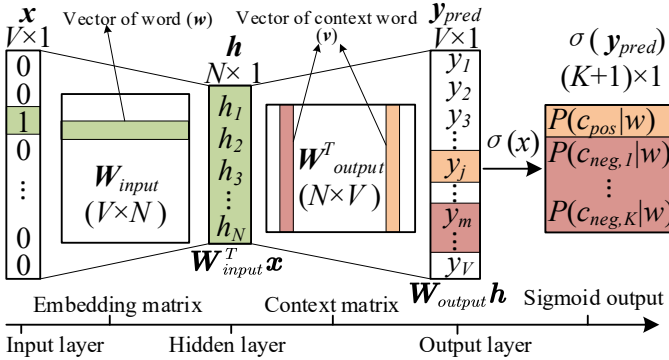 x
V×1
0
0
1
0
⋮
0
0
Vector of word (w)
W_input
(V×N)
h
N×1
h_1
h_2
h_3
⋮
h_N
W^T_input x
Vector of context word
(v)
W^T_output
(N×V)
y_pred
V×1
y_1
y_2
y_3
⋮
y_j
⋮
y_m
⋮
y_V
W_output h
σ(x)
σ(y_pred)
(K+1)×1
P(c_pos|w)
P(c_neg,1|w)
⋮
P(c_neg,K|w)
Embedding matrix
Context matrix
Sigmoid output
Input layer
Hidden layer
Output layer